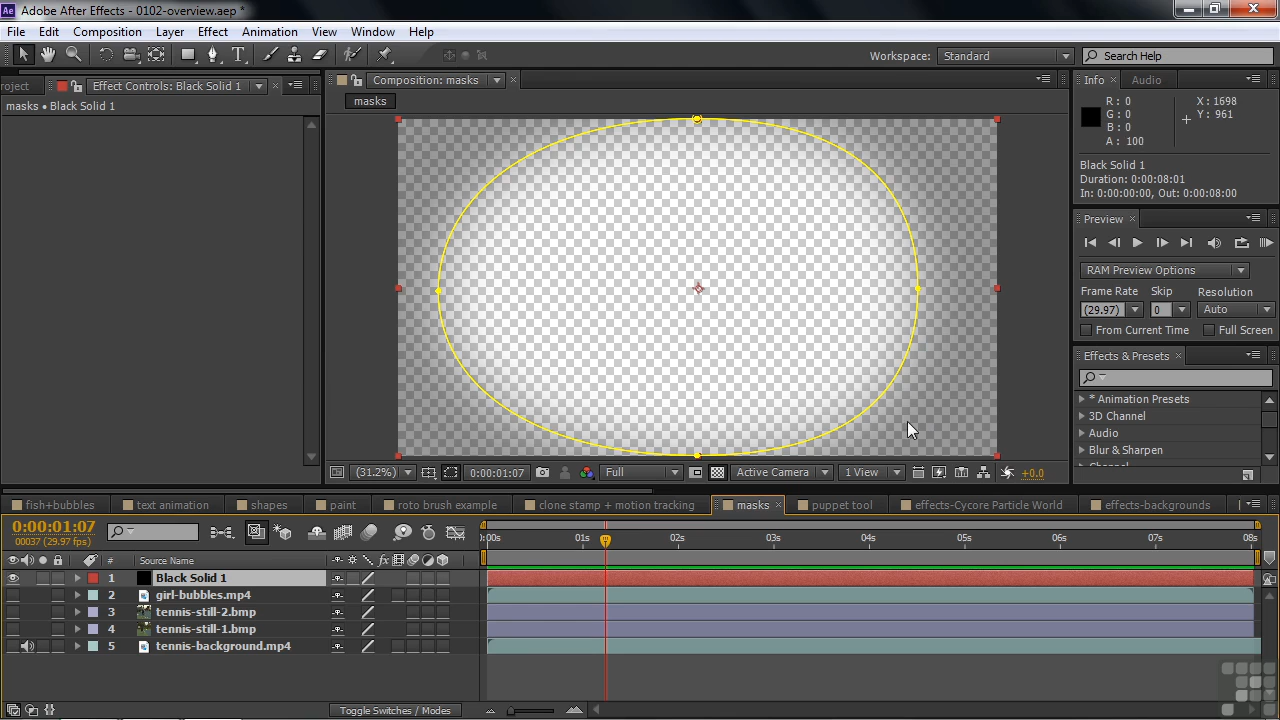 Ae Adobe After Effects - 0102-overview.aep *
File Edit Composition Layer Effect Animation View Window Help
T Workspace: Standard Search Help
roject Effect Controls: Black Solid 1 Composition: masks Info Audio
masks • Black Solid 1 masks
R : 0 X : 1698
G : 0 Y : 961
B : 0
A : 100
Black Solid 1
Duration: 0:00:08:01
In: 0:00:00:00, Out: 0:00:08:00
Preview
RAM Preview Options
Frame Rate Skip Resolution
(29.97) 0 Auto
From Current Time Full Screen
Effects & Presets
* Animation Presets
3D Channel
Audio
Blur & Sharpen
Channel
(31.2%) 0:00:01:07 Full Active Camera 1 View +0.0
fish+bubbles text animation shapes paint roto brush example clone stamp + motion tracking masks puppet tool effects-Cycore Particle World effects-backgrounds
0:00:01:07
00037 (29.97 fps)
):00s 01s 02s 03s 04s 05s 06s 07s 08s
# Source Name fx
1 Black Solid 1
2 girl-bubbles.mp4
3 tennis-still-2.bmp
4 tennis-still-1.bmp
5 tennis-background.mp4
Toggle Switches / Modes